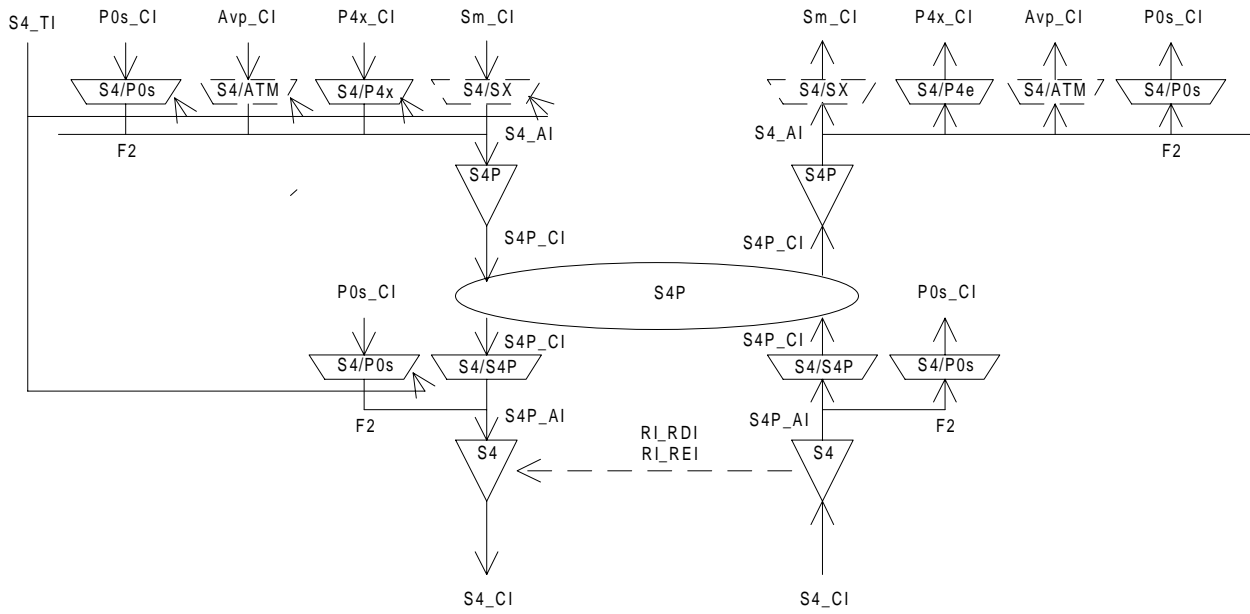 S4_TI P0s_CI Avp_CI P4x_CI Sm_CI Sm_CI P4x_CI Avp_CI P0s_CI
S4/P0s S4/ATM S4/P4x S4/SX S4/SX S4/P4e S4/ATM S4/P0s
S4_AI S4_AI
F2 F2
S4P S4P
S4P_CI S4P_CI
P0s_CI S4P P0s_CI
S4P_CI S4P_CI
S4/P0s S4/S4P S4/S4P S4/P0s
S4P_AI S4P_AI
F2 F2
RI_RDI
RI_REI
S4 S4
S4_CI S4_CI